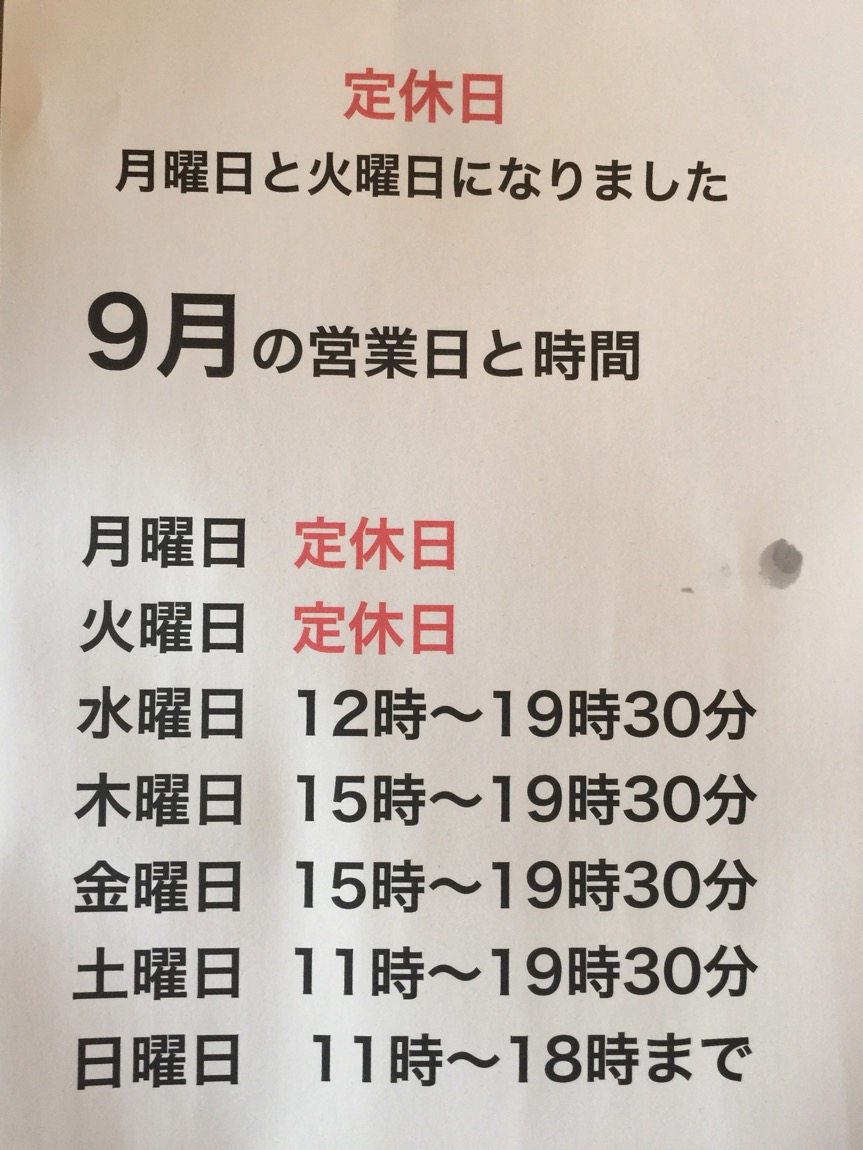 定休日
月曜日と火曜日になりました
9月の営業日と時間
月曜日 定休日
火曜日 定休日
水曜日 12時〜19時30分
木曜日 15時〜19時30分
金曜日 15時〜19時30分
土曜日 11時〜19時30分
日曜日 11時〜18時まで